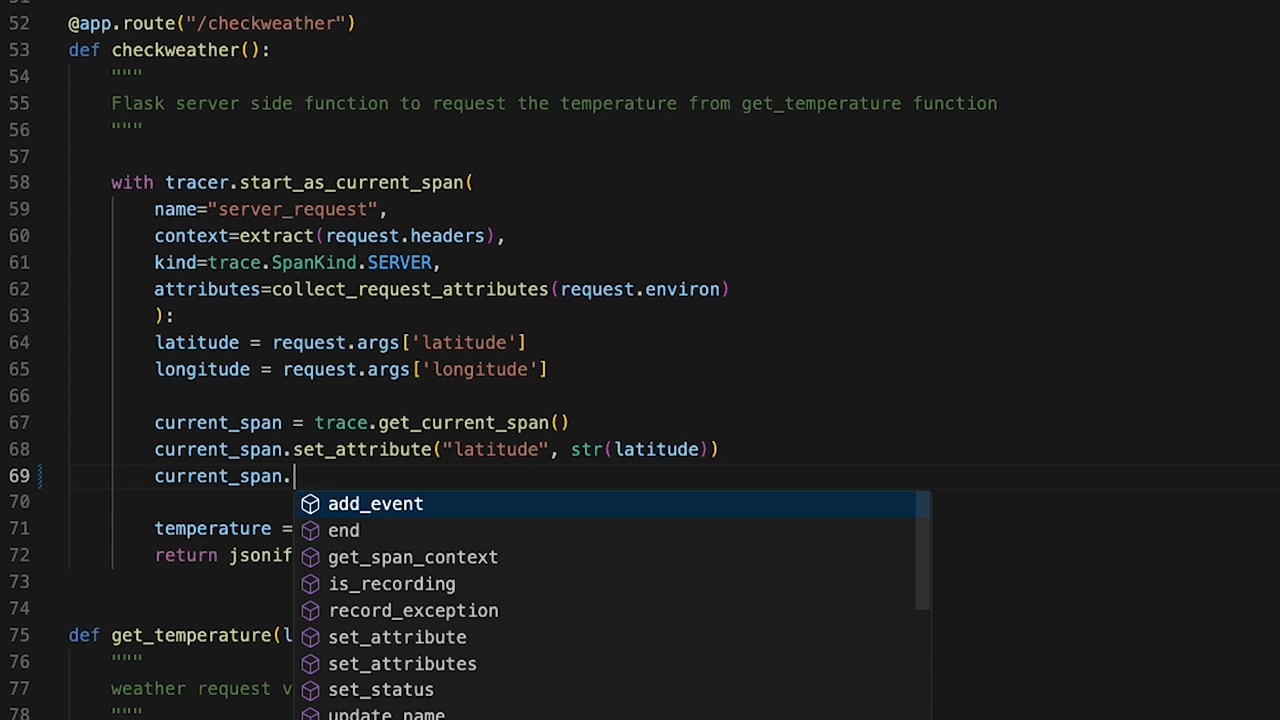 52 @app.route("/checkweather")
53 def checkweather():
54 """
55 Flask server side function to request the temperature from get_temperature function
56 """
57
58 with tracer.start_as_current_span(
59 name="server_request",
60 context=extract(request.headers),
61 kind=trace.SpanKind.SERVER,
62 attributes=collect_request_attributes(request.environ)
63 ):
64 latitude = request.args['latitude']
65 longitude = request.args['longitude']
66
67 current_span = trace.get_current_span()
68 current_span.set_attribute("latitude", str(latitude))
69 current_span.
70 add_event
end
71 temperature =
get_span_context
72 return jsonif
73 is_recording
74 record_exception
75 def get_temperature(l
set_attribute
76 """
set_attributes
77 weather request v
set_status
78 """
update_name